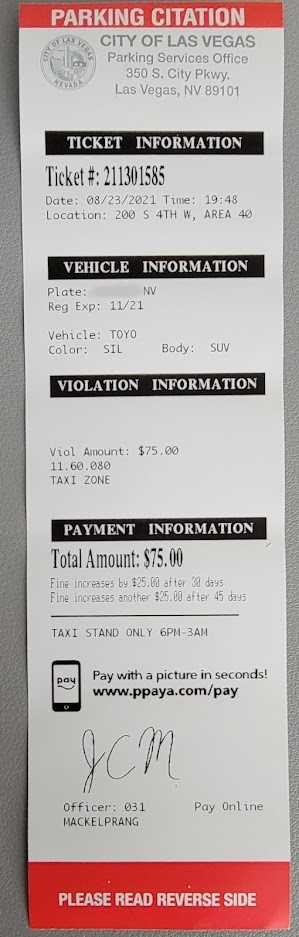 PARKING CITATION
CITY OF LAS VEGAS
NEVADA
CITY OF LAS VEGAS
Parking Services Office
350 S. City Pkwy.
Las Vegas, NV 89101
TICKET INFORMATION
Ticket #: 211301585
Date: 08/23/2021 Time: 19:48
Location: 200 S 4TH W, AREA 40
VEHICLE INFORMATION
Plate: NV
Reg Exp: 11/21
Vehicle: TOYO
Color: SIL Body: SUV
VIOLATION INFORMATION
Viol Amount: $75.00
11.60.080
TAXI ZONE
PAYMENT INFORMATION
Total Amount: $75.00
Fine increases by $25.00 after 30 days
Fine increases another $25.00 after 45 days
TAXI STAND ONLY 6PM-3AM
pay
Pay with a picture in seconds!
www.ppaya.com/pay
JCM
Officer: 031 Pay Online
MACKELPRANG
PLEASE READ REVERSE SIDE